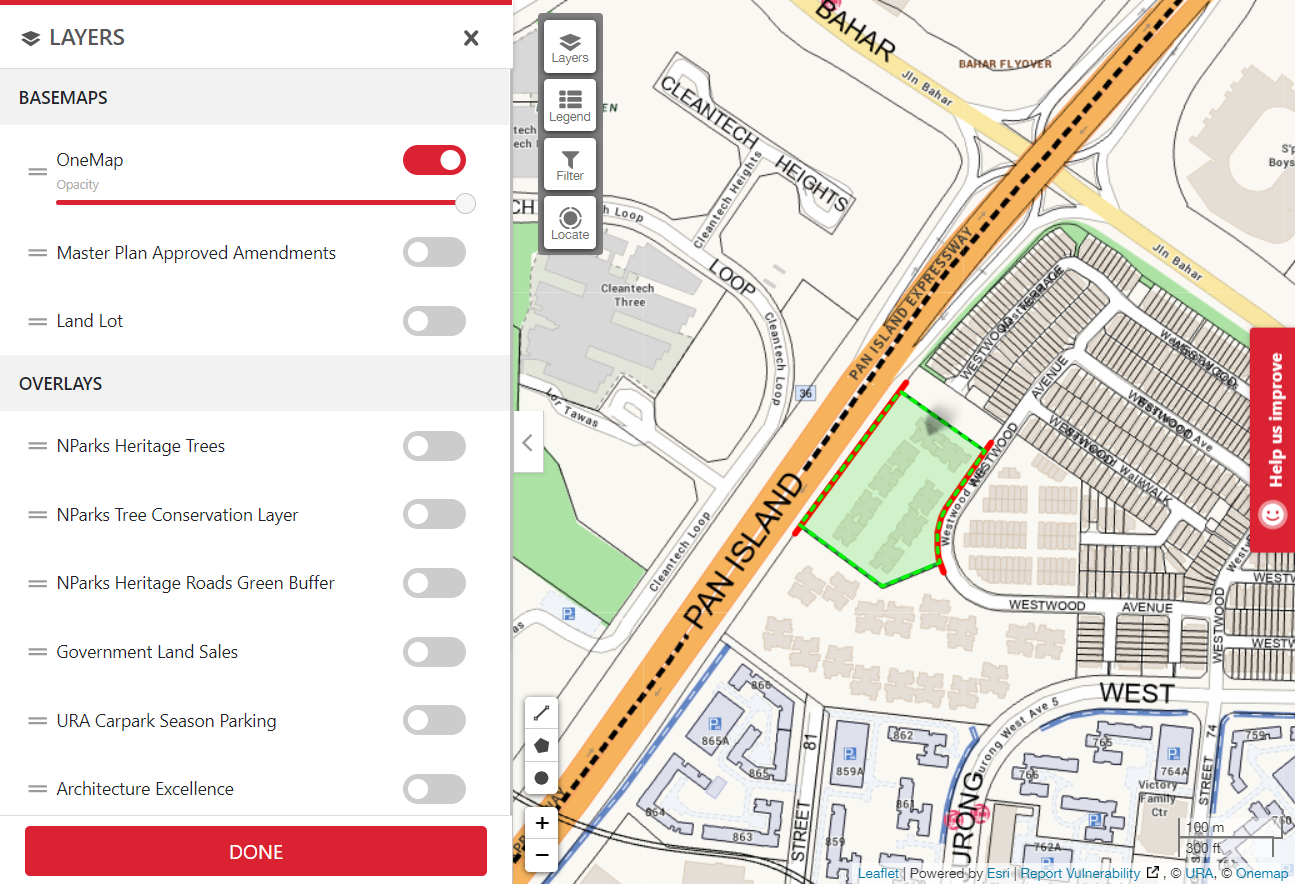 LAYERS
BASEMAPS
OneMap
Opacity
Master Plan Approved Amendments
Land Lot
OVERLAYS
NParks Heritage Trees
NParks Tree Conservation Layer
NParks Heritage Roads Green Buffer
Government Land Sales
URA Carpark Season Parking
Architecture Excellence
DONE
Layers
Legend
Filter
Locate
BAHAR
Jln Bahar
BAHAR FLYOVER
CLEANTECH
HEIGHTS
Cleantech Heights
Loop
LOOP
Cleantech
Three
Cleantech Loop
PAN ISLAND EXPRESSWAY
Jln Bahar
36
Lor Tawas
WESTWOOD
TERRACE
AVENUE
WESTWOOD
Westwood Ave
WESTWOOD
WALK
WESTWOOD
Westwood
PAN ISLAND
Cleantech Loop
WESTWOOD
AVENUE
WESTWOOD
WESTW
WESTW
WEST
Jurong West Ave 5
JURONG
866
865A
865
864
863
81
STREET
859A
859
862
861
766
765
764A
762A
759
74
STREET
Victory
Family
Ctr
Help us improve
+
−
100 m
300 ft
Leaflet | Powered by Esri | Report Vulnerability , © URA, © Onemap